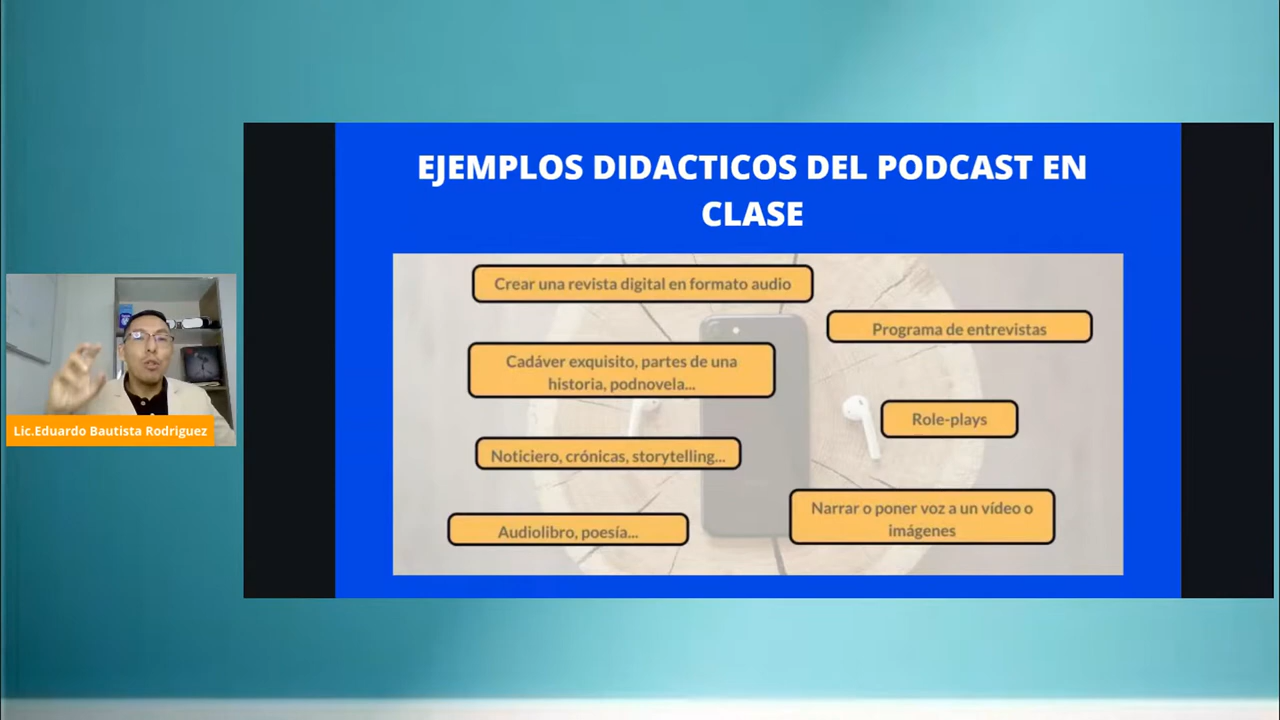 EJEMPLOS DIDACTICOS DEL PODCAST EN
CLASE
Crear una revista digital en formato audio
Programa de entrevistas
Cadáver exquisito, partes de una
historia, podnovela...
Role-plays
Noticiero, crónicas, storytelling...
Narrar o poner voz a un vídeo o
imágenes
Audiolibro, poesía...
Lic.Eduardo Bautista Rodriguez